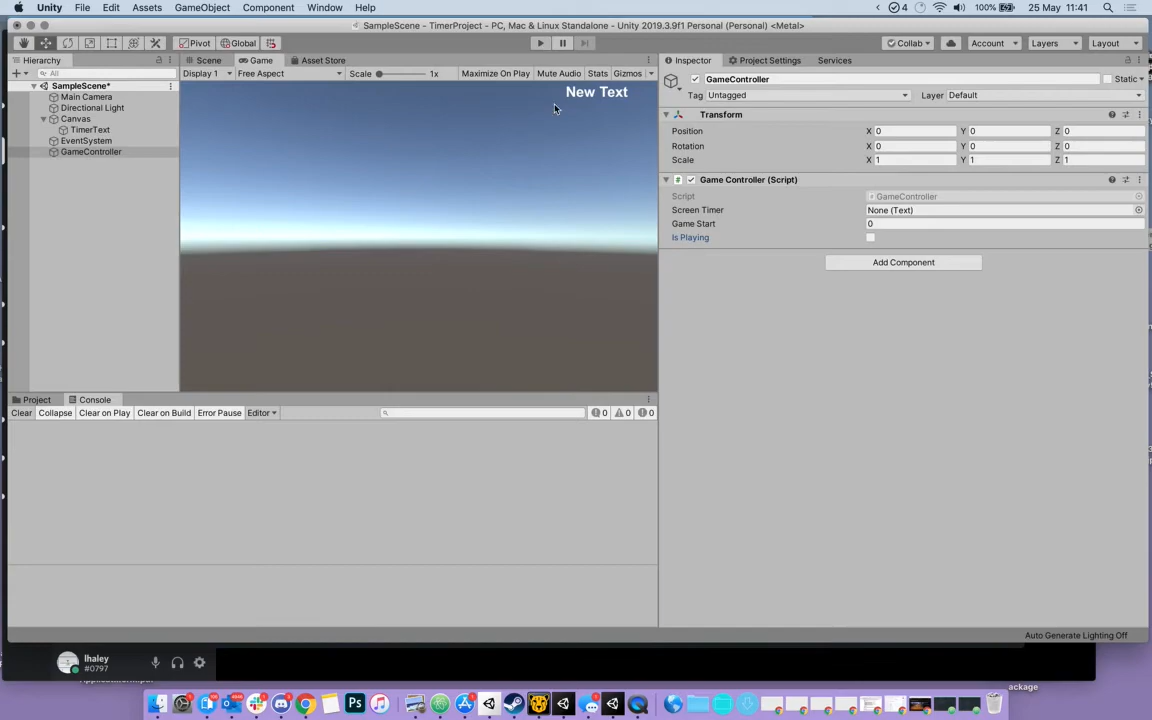 Unity File Edit Assets GameObject Component Window Help 4 100% 25 May 11:41
SampleScene - TimerProject - PC, Mac & Linux Standalone - Unity 2019.3.9f1 Personal (Personal) <Metal>
Pivot Global Collab Account Layers Layout
Hierarchy Scene Game Asset Store Inspector Project Settings Services
All Display 1 Free Aspect Scale 1x Maximize On Play Mute Audio Stats Gizmos GameController Static
SampleScene*
Main Camera
Directional Light
Canvas
TimerText
EventSystem
GameController
New Text
Tag Untagged Layer Default
Transform
Position X 0 Y 0 Z 0
Rotation X 0 Y 0 Z 0
Scale X 1 Y 1 Z 1
# Game Controller (Script)
Script GameController
Screen Timer None (Text)
Game Start 0
Is Playing
Add Component
Project Console
Clear Collapse Clear on Play Clear on Build Error Pause Editor 0 0 0
Auto Generate Lighting Off
lhaley
#0797
ackage